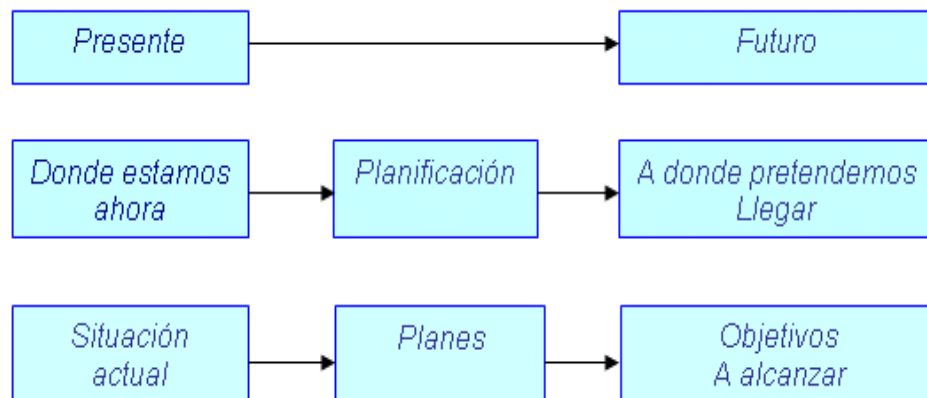 Presente
Futuro
Donde estamos
ahora
Planificación
A donde pretendemos
Llegar
Situación
actual
Planes
Objetivos
A alcanzar